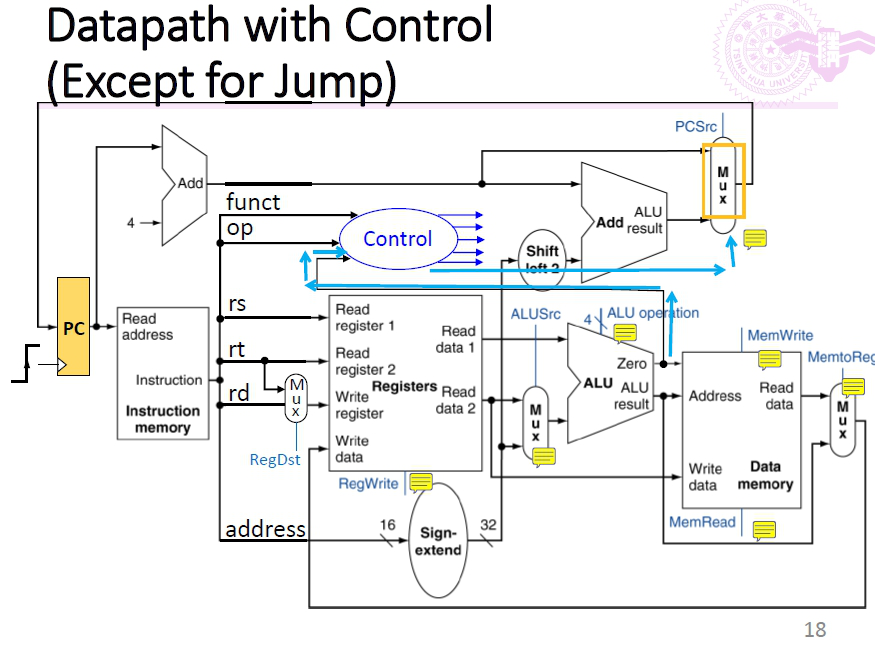 Datapath with Control
(Except for Jump)
PCSrc
M
u
x
Add
4
funct
op
Control
Shift
left 2
Add
ALU
result
PC
Read
address
Instruction
Instruction
memory
rs
rt
rd
M
u
x
RegDst
Read
register 1
Read
register 2
Write
register
Write
data
Registers
Read
data 1
Read
data 2
RegWrite
ALUSrc
M
u
x
4
ALU operation
Zero
ALU
ALU
result
MemWrite
Address
Read
data
Write
data
Data
memory
MemRead
MemtoReg
M
u
x
address
16
Sign-
extend
32
18